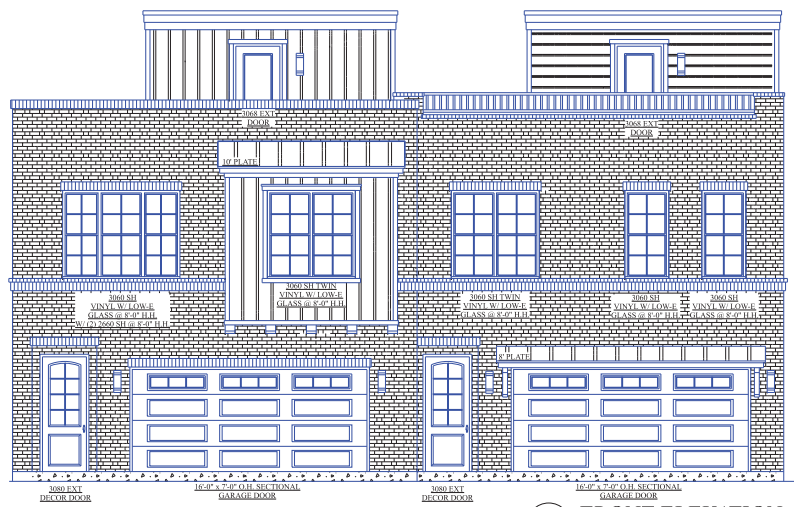 3068 EXT
DOOR
3068 EXT
DOOR
10' PLATE
3060 SH
VINYL W/ LOW-E
GLASS @ 8'-0" H.H.
W/ (2) 2660 SH @ 8'-0" H.H.
3060 SH TWIN
VINYL W/ LOW-E
GLASS @ 8'-0" H.H.
3060 SH TWIN
VINYL W/ LOW-E
GLASS @ 8'-0" H.H.
3060 SH
VINYL W/ LOW-E
GLASS @ 8'-0" H.H.
3060 SH
VINYL W/ LOW-E
GLASS @ 8'-0" H.H.
8' PLATE
3080 EXT
DECOR DOOR
16'-0" x 7'-0" O.H. SECTIONAL
GARAGE DOOR
3080 EXT
DECOR DOOR
16'-0" x 7'-0" O.H. SECTIONAL
GARAGE DOOR
FRONT ELEVATION